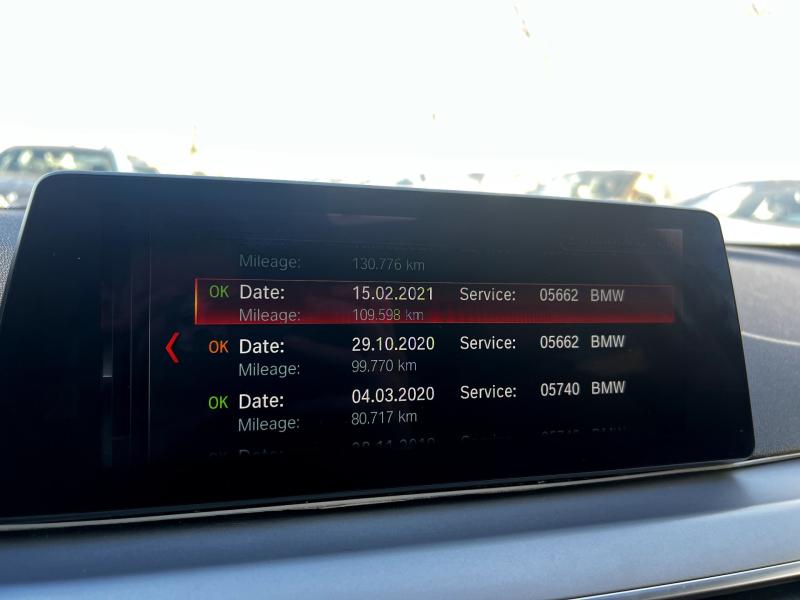 Mileage: 130.776 km
OK Date: 15.02.2021 Service: 05662 BMW
Mileage: 109.598 km
OK Date: 29.10.2020 Service: 05662 BMW
Mileage: 99.770 km
OK Date: 04.03.2020 Service: 05740 BMW
Mileage: 80.717 km